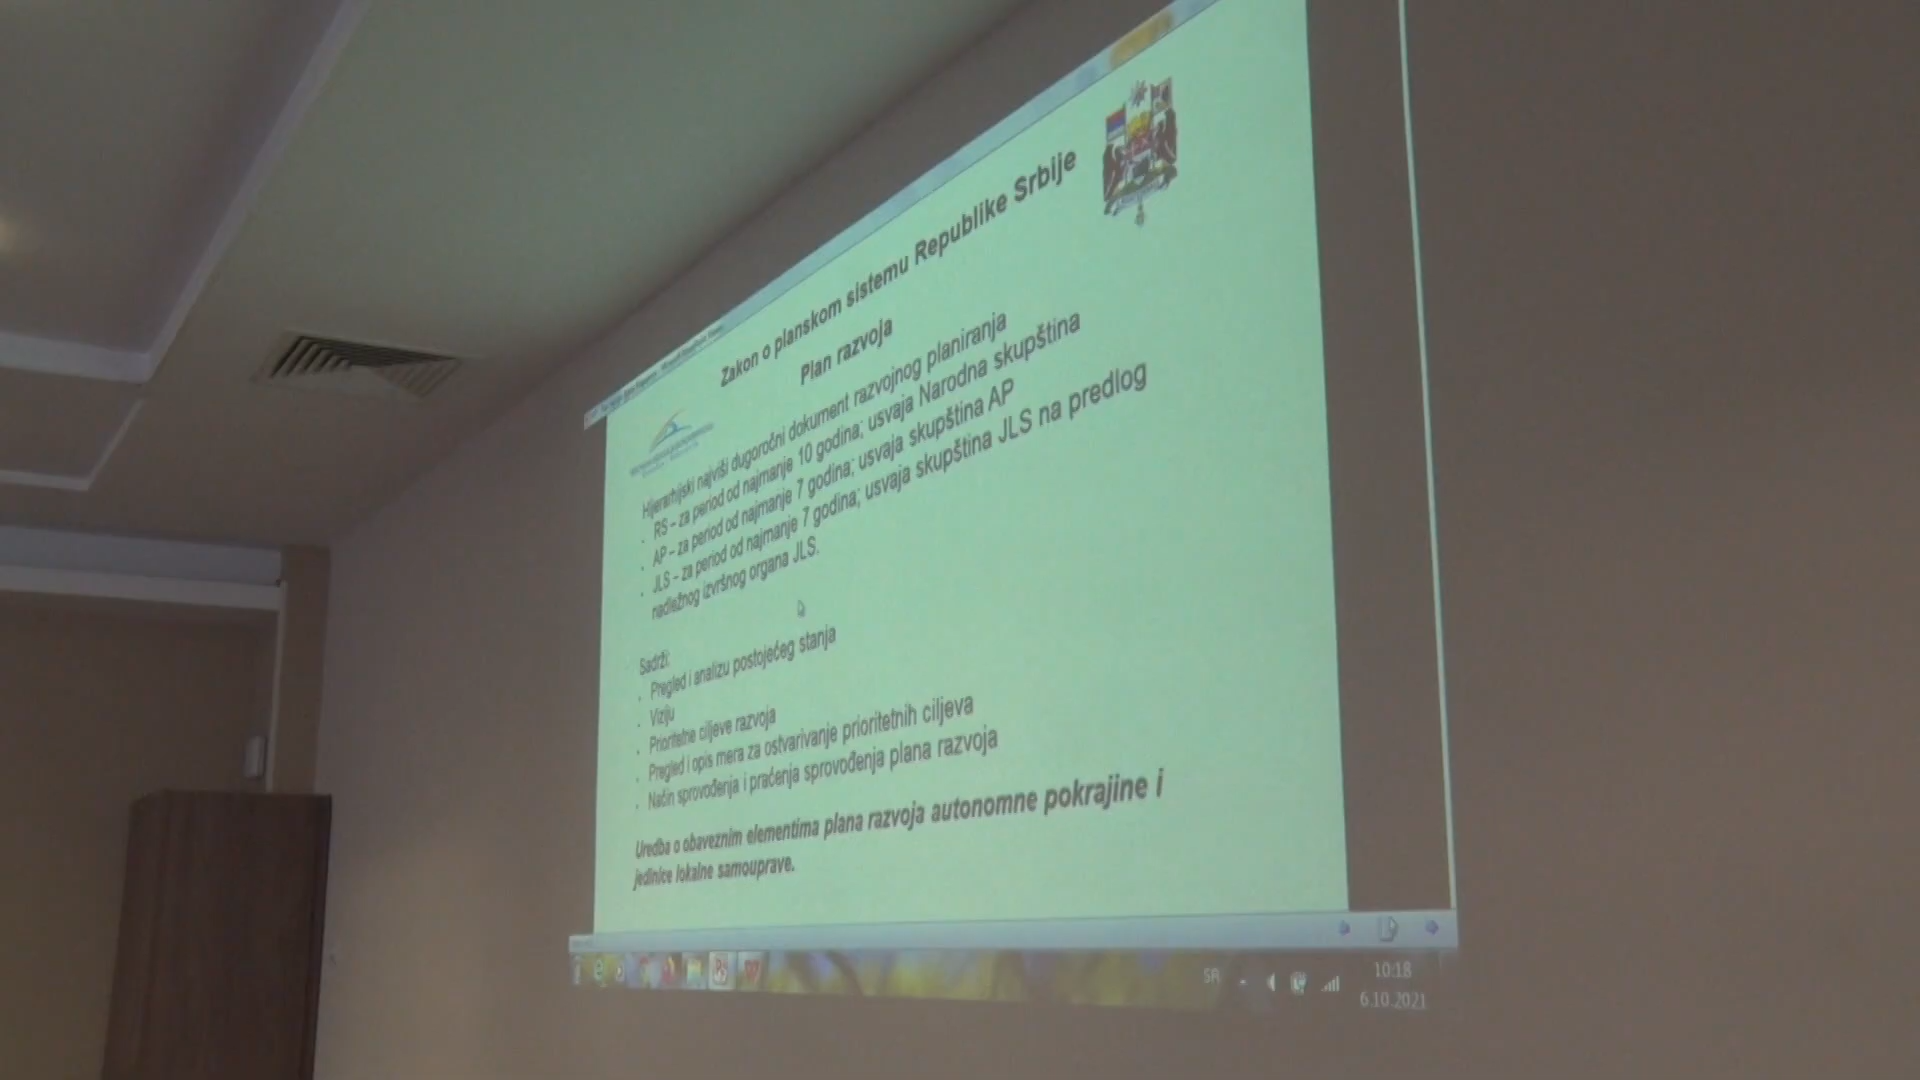 Zakon o planskom sistemu Republike Srbije
Plan razvoja
Hijerarhijski najviši dugoročni dokument razvojnog planiranja
RS – za period od najmanje 10 godina; usvaja Narodna skupština
AP – za period od najmanje 7 godina; usvaja skupština AP
JLS – za period od najmanje 7 godina; usvaja skupština JLS na predlog
nadležnog izvršnog organa JLS.
Sadrži:
Pregled i analizu postojećeg stanja
Viziju
Prioritetne ciljeve razvoja
Pregled i opis mera za ostvarivanje prioritetnih ciljeva
Način sprovođenja i praćenja sprovođenja plana razvoja
Uredba o obaveznim elementima plana razvoja autonomne pokrajine i
jedinice lokalne samouprave.
SR
10:18
6.10.2021